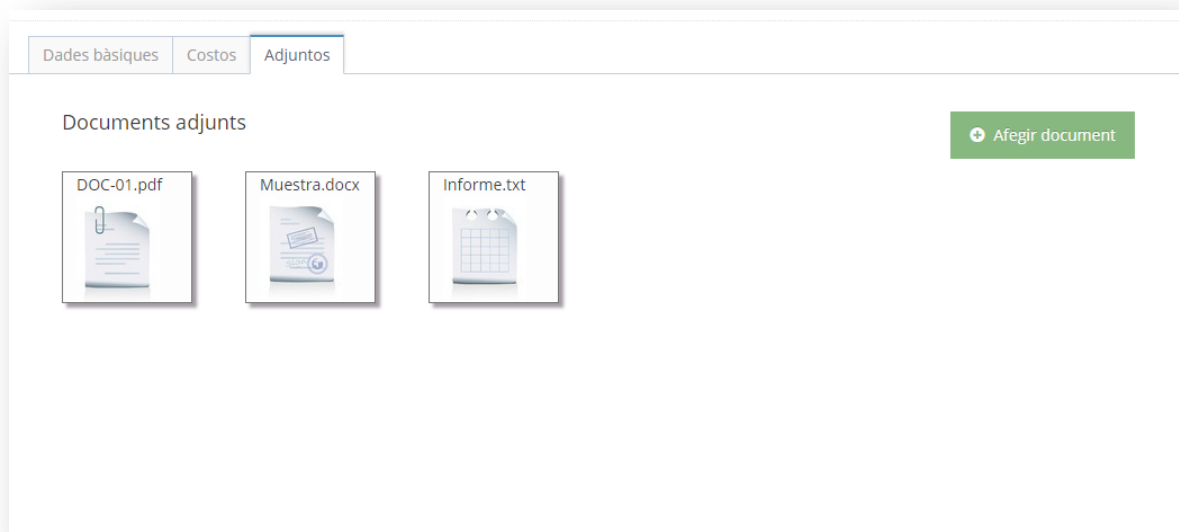 Dades bàsiques
Costos
Adjuntos
Documents adjunts
Afegir document
DOC-01.pdf
Muestra.docx
Informe.txt